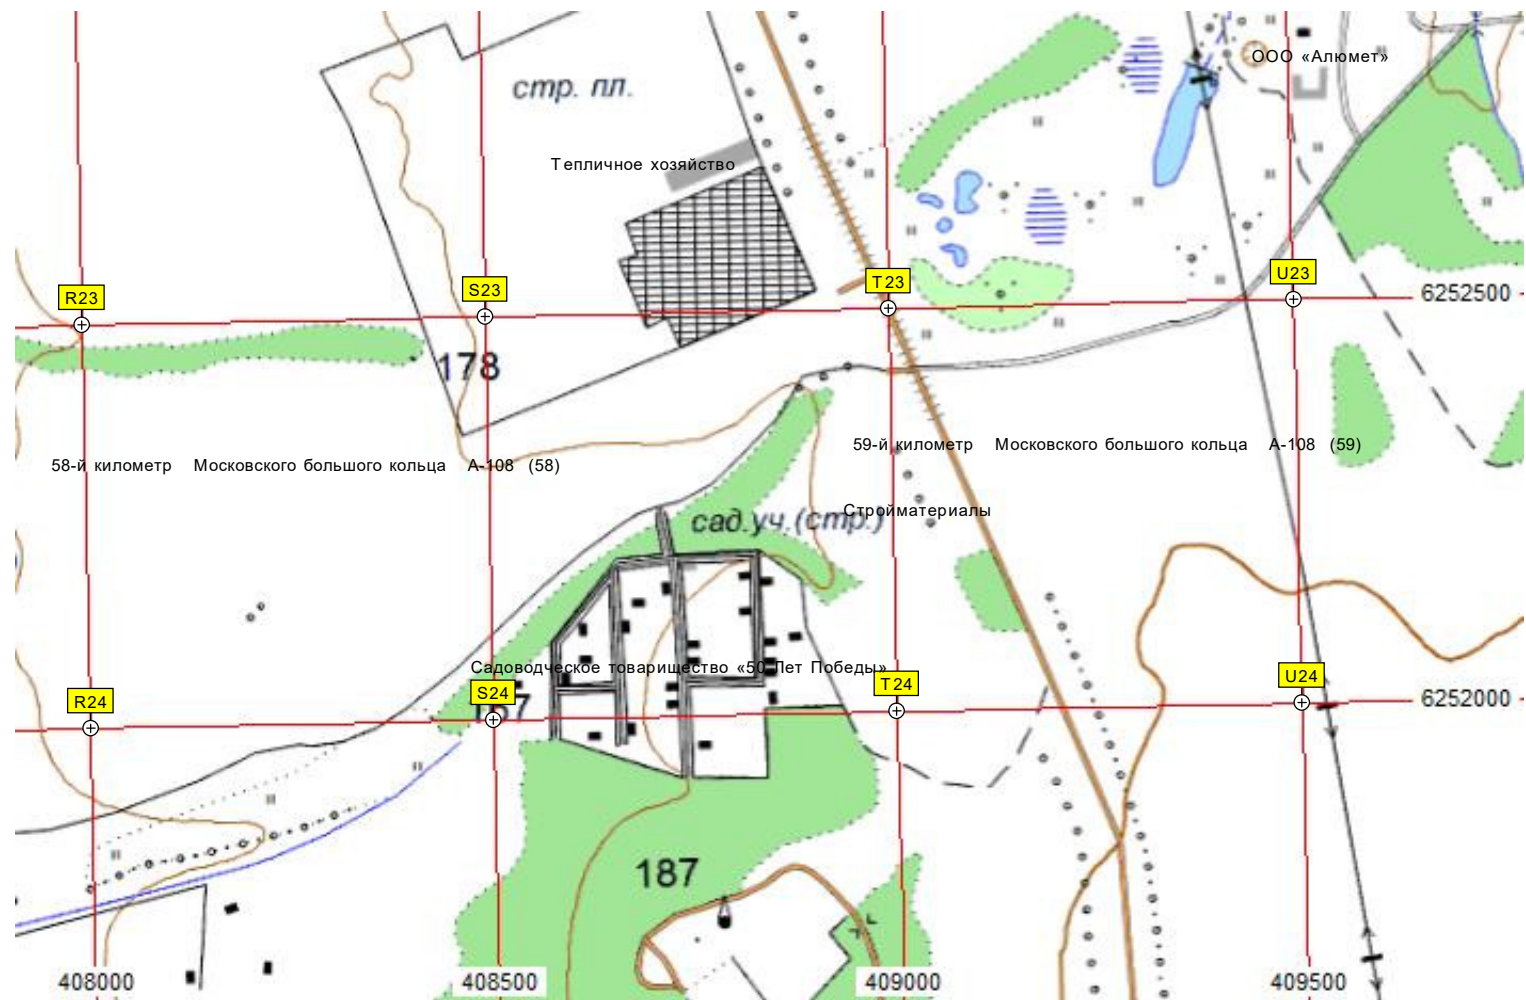 ООО «Алюмет»
стр. пл.
Тепличное хозяйство
U23
T23
S23
R23
6252500
178
59-й километр Московского большого кольца А-108 (59)
58-й километр Московского большого кольца А-108 (58)
Стройматериалы
сад.уч.(стр.)
Садоводческое товарищество «50 Лет Победы»
U24
T24
S24
R24
6252000
187
408000
408500
409000
409500